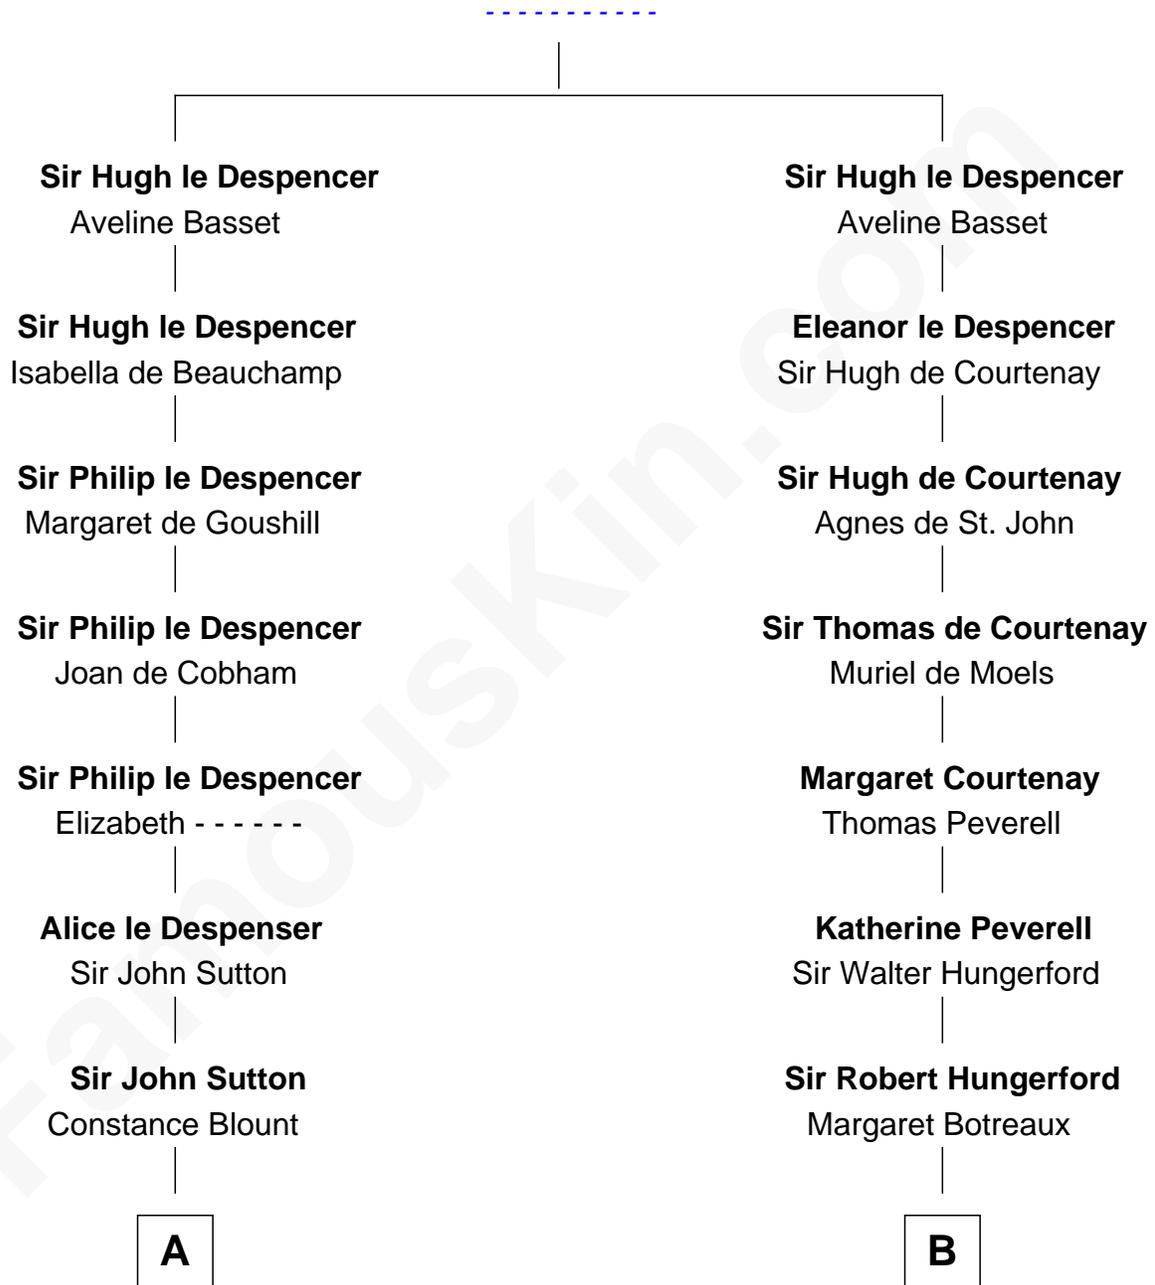 - - - - - - - - - - -
Sir Hugh le Despencer
Aveline Basset
Sir Hugh le Despencer
Isabella de Beauchamp
Sir Philip le Despencer
Margaret de Goushill
Sir Philip le Despencer
Joan de Cobham
Sir Philip le Despencer
Elizabeth - - - - - -
Alice le Despenser
Sir John Sutton
Sir John Sutton
Constance Blount
A
Sir Hugh le Despencer
Aveline Basset
Eleanor le Despencer
Sir Hugh de Courtenay
Sir Hugh de Courtenay
Agnes de St. John
Sir Thomas de Courtenay
Muriel de Moels
Margaret Courtenay
Thomas Peverell
Katherine Peverell
Sir Walter Hungerford
Sir Robert Hungerford
Margaret Botreaux
B
FamousKin.com